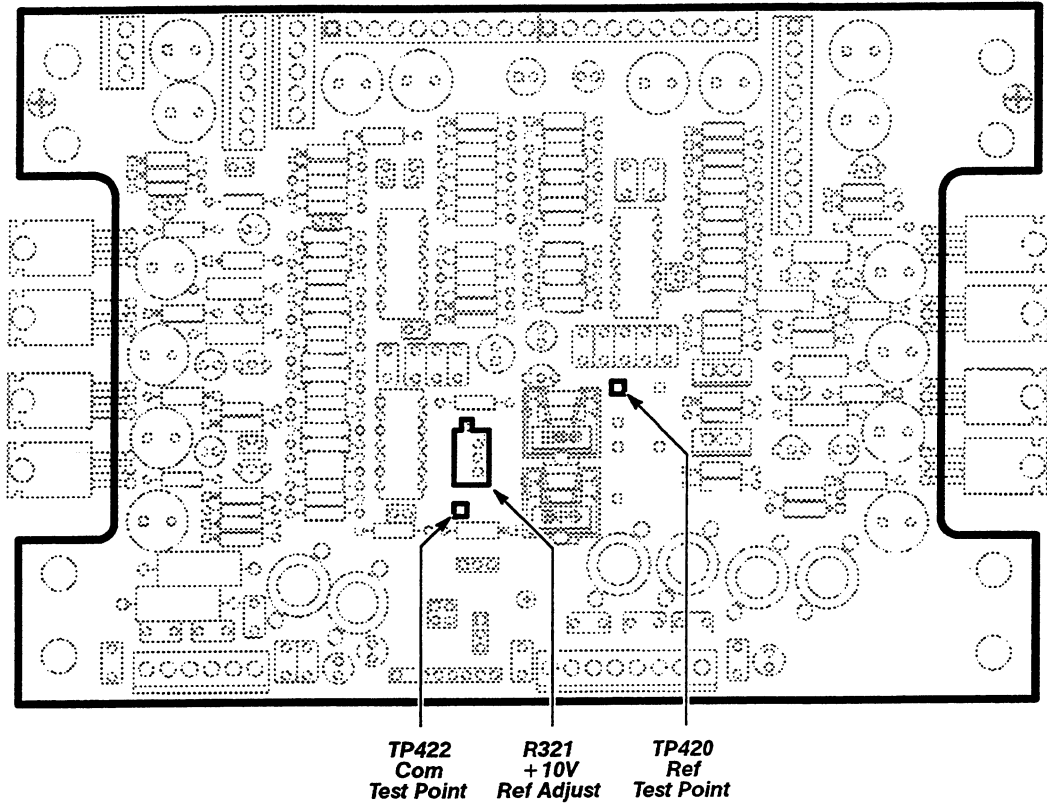 TP422
Com
Test Point
R321
+10V
Ref Adjust
TP420
Ref
Test Point